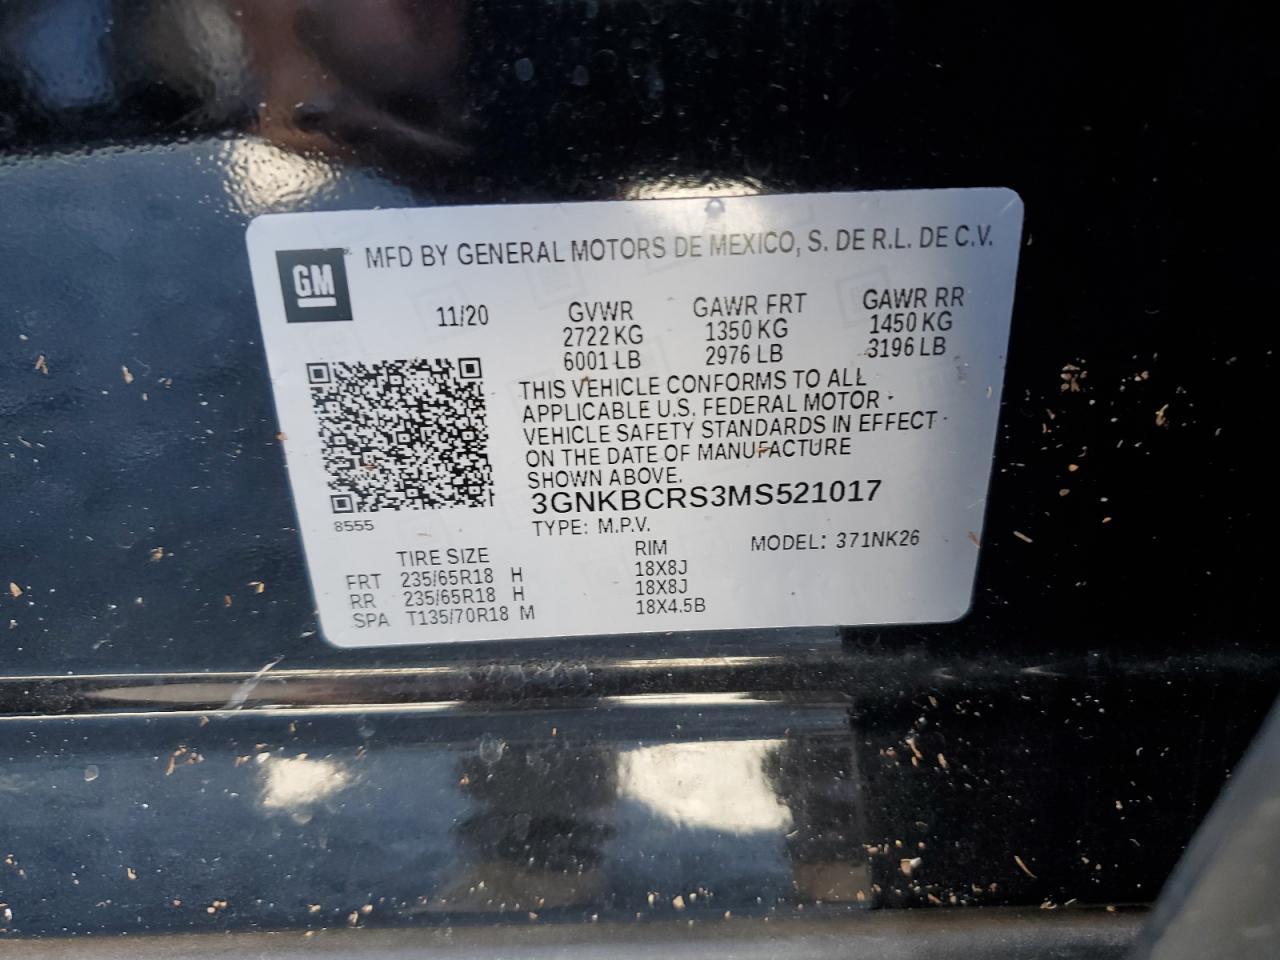 GM
MFD BY GENERAL MOTORS DE MEXICO, S. DE R.L. DE C.V.
11/20 GVWR GAWR FRT GAWR RR
2722 KG 1350 KG 1450 KG
6001 LB 2976 LB 3196 LB
THIS VEHICLE CONFORMS TO ALL
APPLICABLE U.S. FEDERAL MOTOR
VEHICLE SAFETY STANDARDS IN EFFECT
ON THE DATE OF MANUFACTURE
SHOWN ABOVE.
3GNKBCRS3MS521017
8555
TYPE: M.P.V.
MODEL: 371NK26
TIRE SIZE RIM
FRT 235/65R18 H 18X8J
RR 235/65R18 H 18X8J
SPA T135/70R18 M 18X4.5B